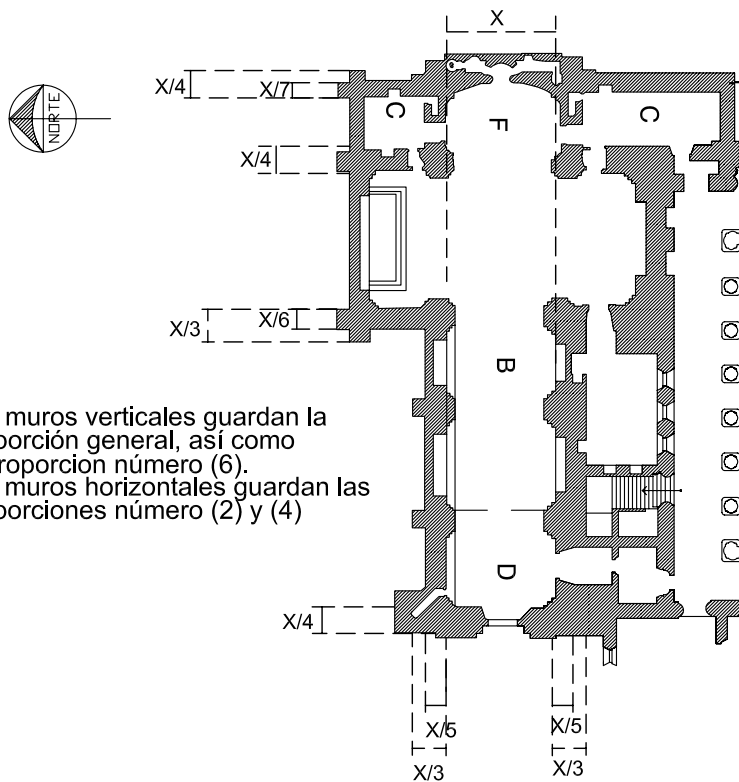 X
X/4
X/7
NORTE
C
C
F
X/4
X/3
X/6
B
muros verticales guardan la
porción general, así como
roporcion número (6).
muros horizontales guardan las
porciones número (2) y (4)
D
X/4
X/5
X/5
X/3
X/3